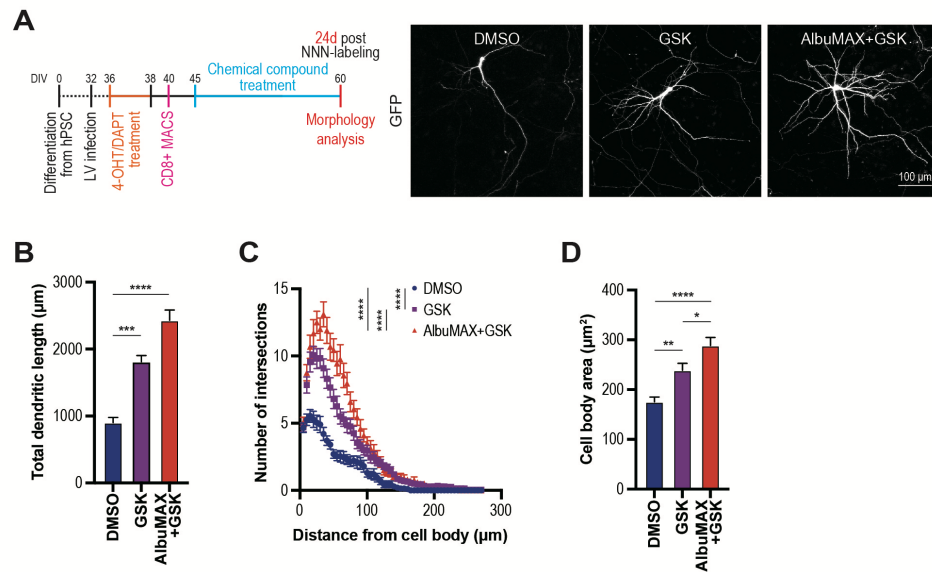 A
24d post
NNN-labeling
DIV 0 32 36 38 40 45 60
Chemical compound
treatment
Differentiation
from hPSC
LV infection
4-OHT/DAPT
treatment
CD8+ MACS
Morphology
analysis
GFP
DMSO
GSK
AlbuMAX+GSK
100 µm
B
Total dendritic length (µm)
3000
2000
1000
0
****
***
DMSO
GSK
AlbuMAX
+GSK
C
Number of intersections
15
10
5
0
0 100 200 300
Distance from cell body (µm)
****
****
****
DMSO
GSK
AlbuMAX+GSK
D
Cell body area (µm²)
400
300
200
100
0
****
*
**
DMSO
GSK
AlbuMAX
+GSK